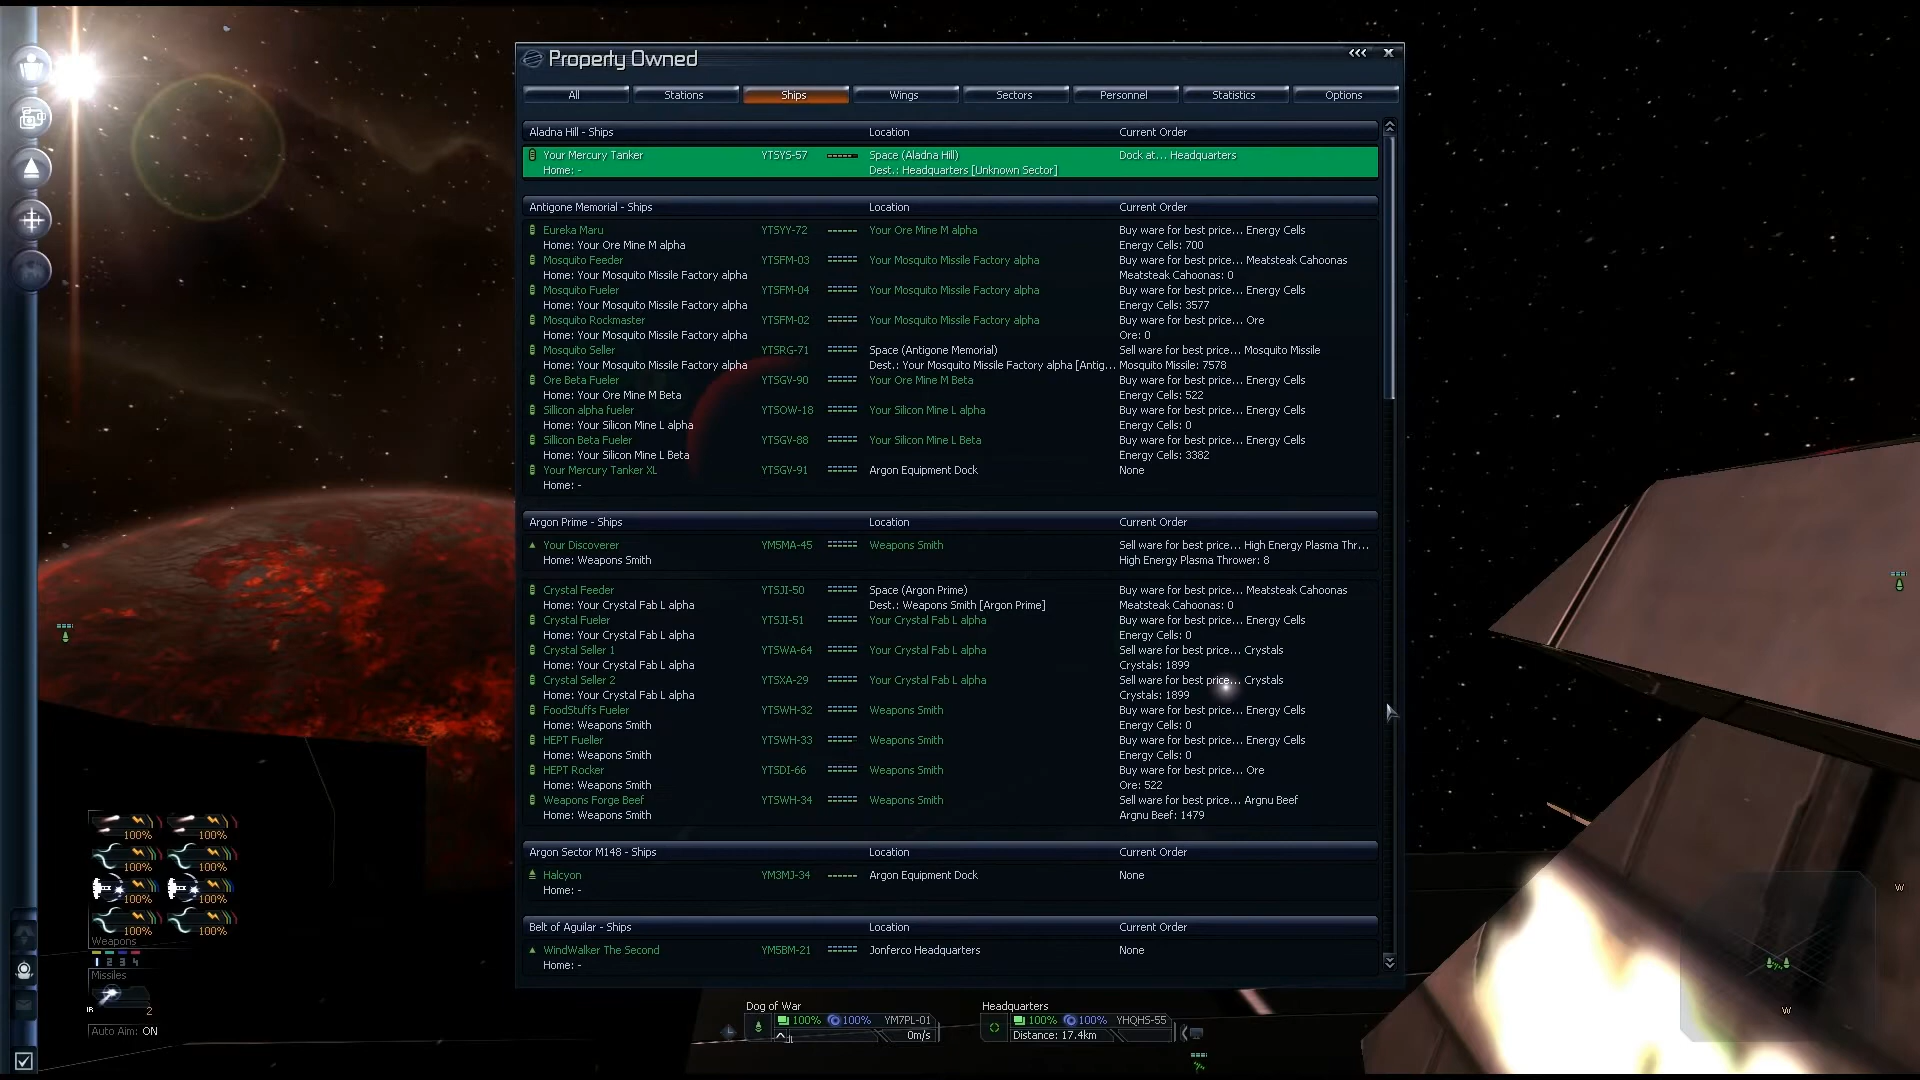 Property Owned
All Stations Ships Wings Sectors Personnel Statistics Options
Aladna Hill - Ships Location Current Order
Your Mercury Tanker YTSYS-57 Space (Aladna Hill) Dock at... Headquarters
Home: - Dest.: Headquarters [Unknown Sector]
Antigone Memorial - Ships Location Current Order
Eureka Maru YTSYY-72 Your Ore Mine M alpha Buy ware for best price... Energy Cells
Home: Your Ore Mine M alpha Energy Cells: 700
Mosquito Feeder YTSFM-03 Your Mosquito Missile Factory alpha Buy ware for best price... Meatsteak Cahoonas
Home: Your Mosquito Missile Factory alpha Meatsteak Cahoonas: 0
Mosquito Fueler YTSFM-04 Your Mosquito Missile Factory alpha Buy ware for best price... Energy Cells
Home: Your Mosquito Missile Factory alpha Energy Cells: 3577
Mosquito Rockmaster YTSFM-02 Your Mosquito Missile Factory alpha Buy ware for best price... Ore
Home: Your Mosquito Missile Factory alpha Ore: 0
Mosquito Seller YTSRG-71 Space (Antigone Memorial) Sell ware for best price... Mosquito Missile
Home: Your Mosquito Missile Factory alpha Dest.: Your Mosquito Missile Factory alpha [Antig... Mosquito Missile: 7578
Ore Beta Fueler YTSGV-90 Your Ore Mine M Beta Buy ware for best price... Energy Cells
Home: Your Ore Mine M Beta Energy Cells: 522
Sillicon alpha fueler YTSOW-18 Your Silicon Mine L alpha Buy ware for best price... Energy Cells
Home: Your Silicon Mine L alpha Energy Cells: 0
Sillicon Beta Fueler YTSGV-88 Your Silicon Mine L Beta Buy ware for best price... Energy Cells
Home: Your Silicon Mine L Beta Energy Cells: 3382
Your Mercury Tanker XL YTSGV-91 Argon Equipment Dock None
Home: -
Argon Prime - Ships Location Current Order
Your Discoverer YM5MA-45 Weapons Smith Sell ware for best price... High Energy Plasma Thr...
Home: Weapons Smith High Energy Plasma Thrower: 8
Crystal Feeder YTSJI-50 Space (Argon Prime) Buy ware for best price... Meatsteak Cahoonas
Home: Your Crystal Fab L alpha Dest.: Weapons Smith [Argon Prime] Meatsteak Cahoonas: 0
Crystal Fueler YTSJI-51 Your Crystal Fab L alpha Buy ware for best price... Energy Cells
Home: Your Crystal Fab L alpha Energy Cells: 0
Crystal Seller 1 YTSWA-64 Your Crystal Fab L alpha Sell ware for best price... Crystals
Home: Your Crystal Fab L alpha Crystals: 1899
Crystal Seller 2 YTSXA-29 Your Crystal Fab L alpha Sell ware for best price... Crystals
Home: Your Crystal Fab L alpha Crystals: 1899
FoodStuffs Fueler YTSWH-32 Weapons Smith Buy ware for best price... Energy Cells
Home: Weapons Smith Energy Cells: 0
HEPT Fueller YTSWH-33 Weapons Smith Buy ware for best price... Energy Cells
Home: Weapons Smith Energy Cells: 0
HEPT Rocker YTSDI-66 Weapons Smith Buy ware for best price... Ore
Home: Weapons Smith Ore: 522
Weapons Forge Beef YTSWH-34 Weapons Smith Sell ware for best price... Argnu Beef
Home: Weapons Smith Argnu Beef: 1479
Argon Sector M148 - Ships Location Current Order
Halcyon YM3MJ-34 Argon Equipment Dock None
Home: -
Belt of Aguilar - Ships Location Current Order
WindWalker The Second YM5BM-21 Jonferco Headquarters None
Home: -
100% 100%
100% 100%
100% 100%
100% 100%
Weapons
1 2 3 4
Missiles
IR 2
Auto Aim: ON
Dog of War
100% 100% YM7PL-01
0m/s
Headquarters
100% 100% YHQHS-55
Distance: 17.4km
W
W